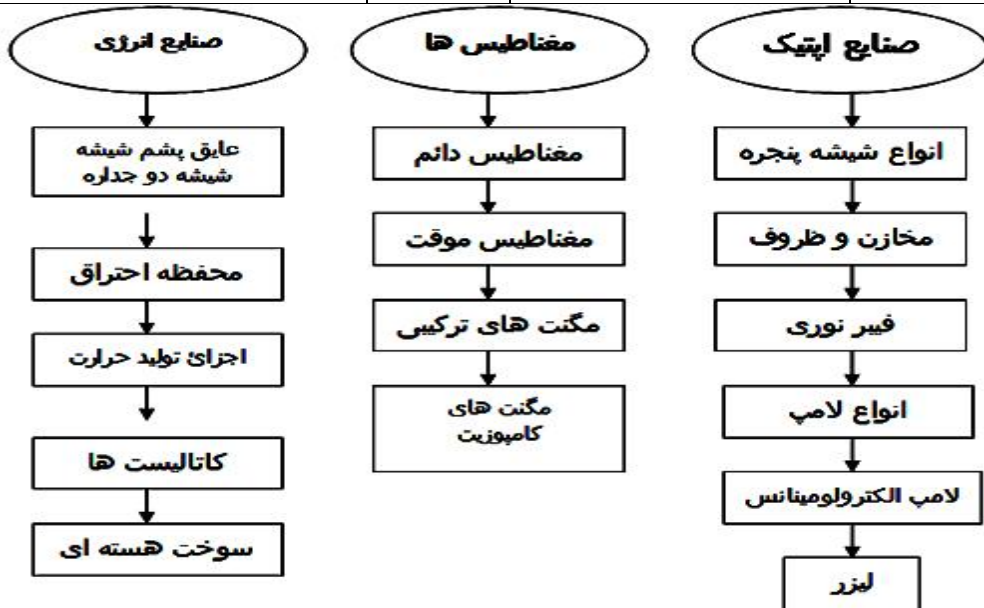 صنایع اپتیک
انواع شیشه پنجره
مخازن و ظروف
فیبر نوری
انواع لامپ
لامپ الکترولومینانس
لیزر
مغناطیس ها
مغناطیس دائم
مغناطیس موقت
مگنت های ترکیبی
مگنت های
کامپوزیت
صنایع انرژی
عایق پشم شیشه
شیشه دو جداره
محفظه احتراق
اجزائ تولید حرارت
کاتالیست ها
سوخت هسته ای